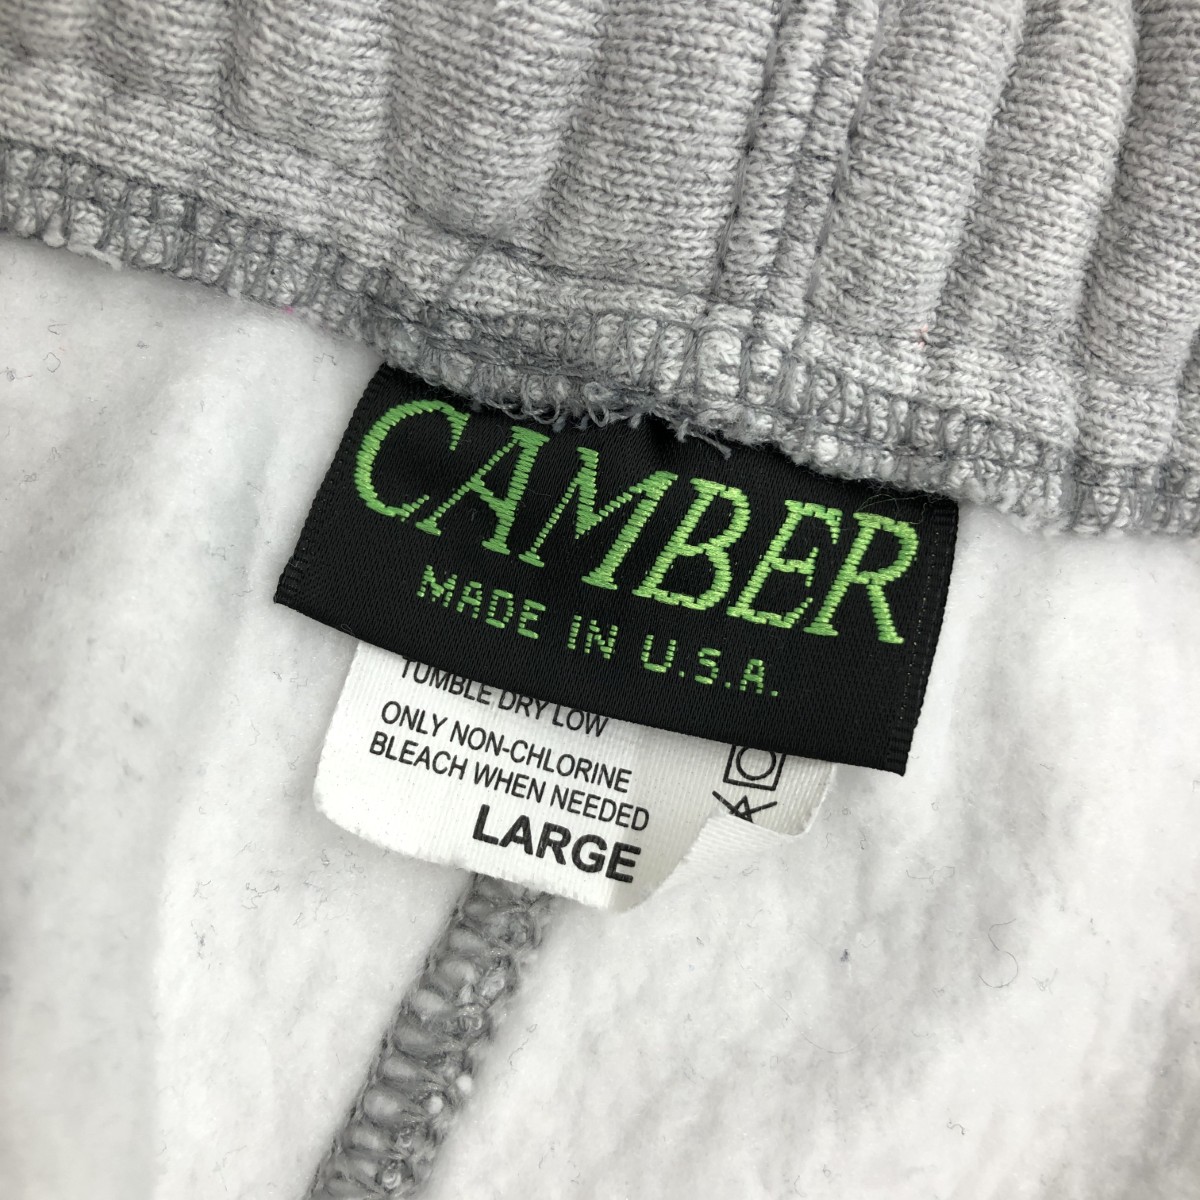 CAMBER
MADE IN U.S.A.
TUMBLE DRY LOW
ONLY NON-CHLORINE
BLEACH WHEN NEEDED
LARGE